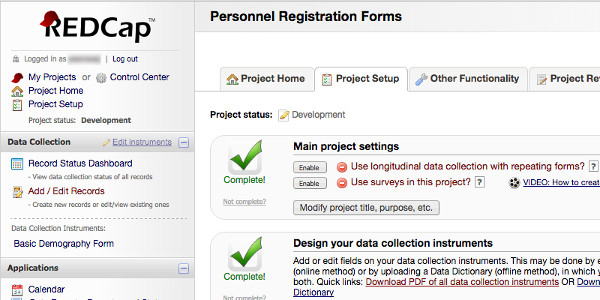 REDCap™
Logged in as
Log out
My Projects or Control Center
Project Home
Project Setup
Project status: Development
Data Collection
Edit instruments
Record Status Dashboard
- View data collection status of all records
Add / Edit Records
- Create new records or edit/view existing ones
Data Collection Instruments:
Basic Demography Form
Applications
Calendar
Personnel Registration Forms
Project Home
Project Setup
Other Functionality
Project Re
Project status: Development
Complete!
Not complete?
Main project settings
Enable Use longitudinal data collection with repeating forms? ?
Enable Use surveys in this project? ? VIDEO: How to create
Modify project title, purpose, etc.
Complete!
Not complete?
Design your data collection instruments
Add or edit fields on your data collection instruments. This may be done by e
(online method) or by uploading a Data Dictionary (offline method), in which y
both. Quick links: Download PDF of all data collection instruments OR Down
Dictionary